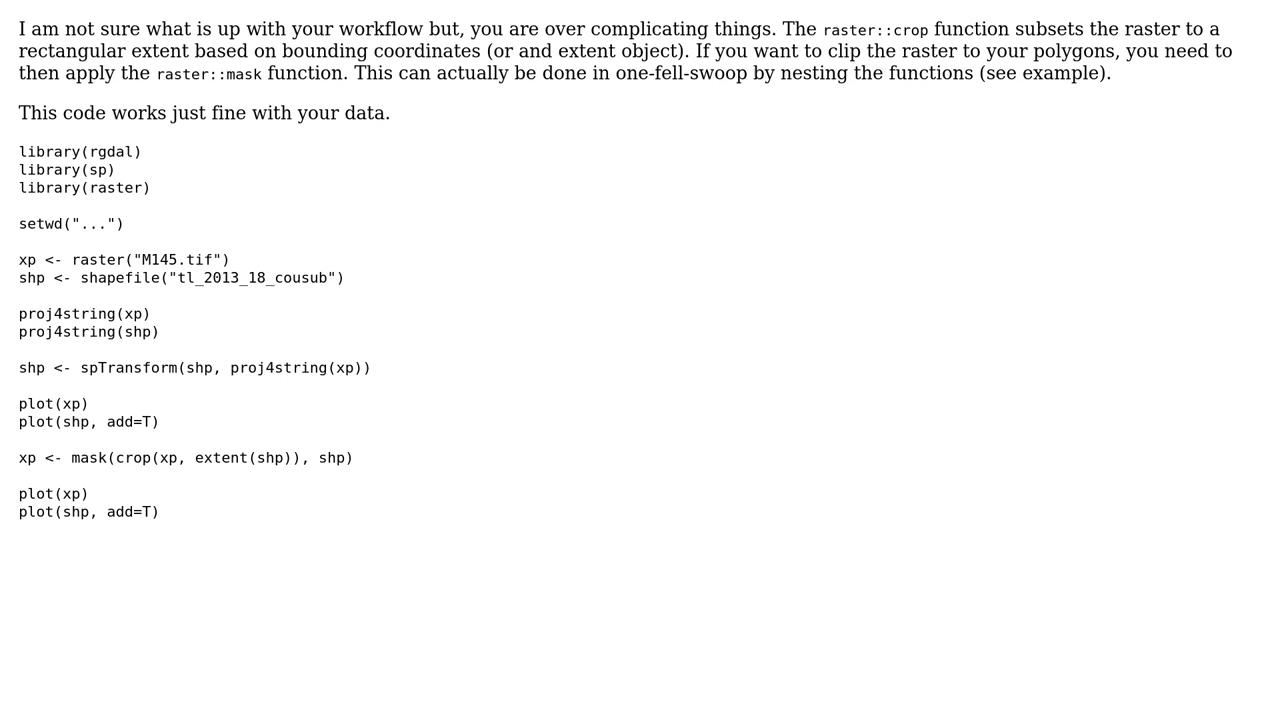 I am not sure what is up with your workflow but, you are over complicating things. The raster::crop function subsets the raster to a
rectangular extent based on bounding coordinates (or and extent object). If you want to clip the raster to your polygons, you need to
then apply the raster::mask function. This can actually be done in one-fell-swoop by nesting the functions (see example).
This code works just fine with your data.
library(rgdal)
library(sp)
library(raster)
setwd("...")
xp <- raster("M145.tif")
shp <- shapefile("tl_2013_18_cousub")
proj4string(xp)
proj4string(shp)
shp <- spTransform(shp, proj4string(xp))
plot(xp)
plot(shp, add=T)
xp <- mask(crop(xp, extent(shp)), shp)
plot(xp)
plot(shp, add=T)